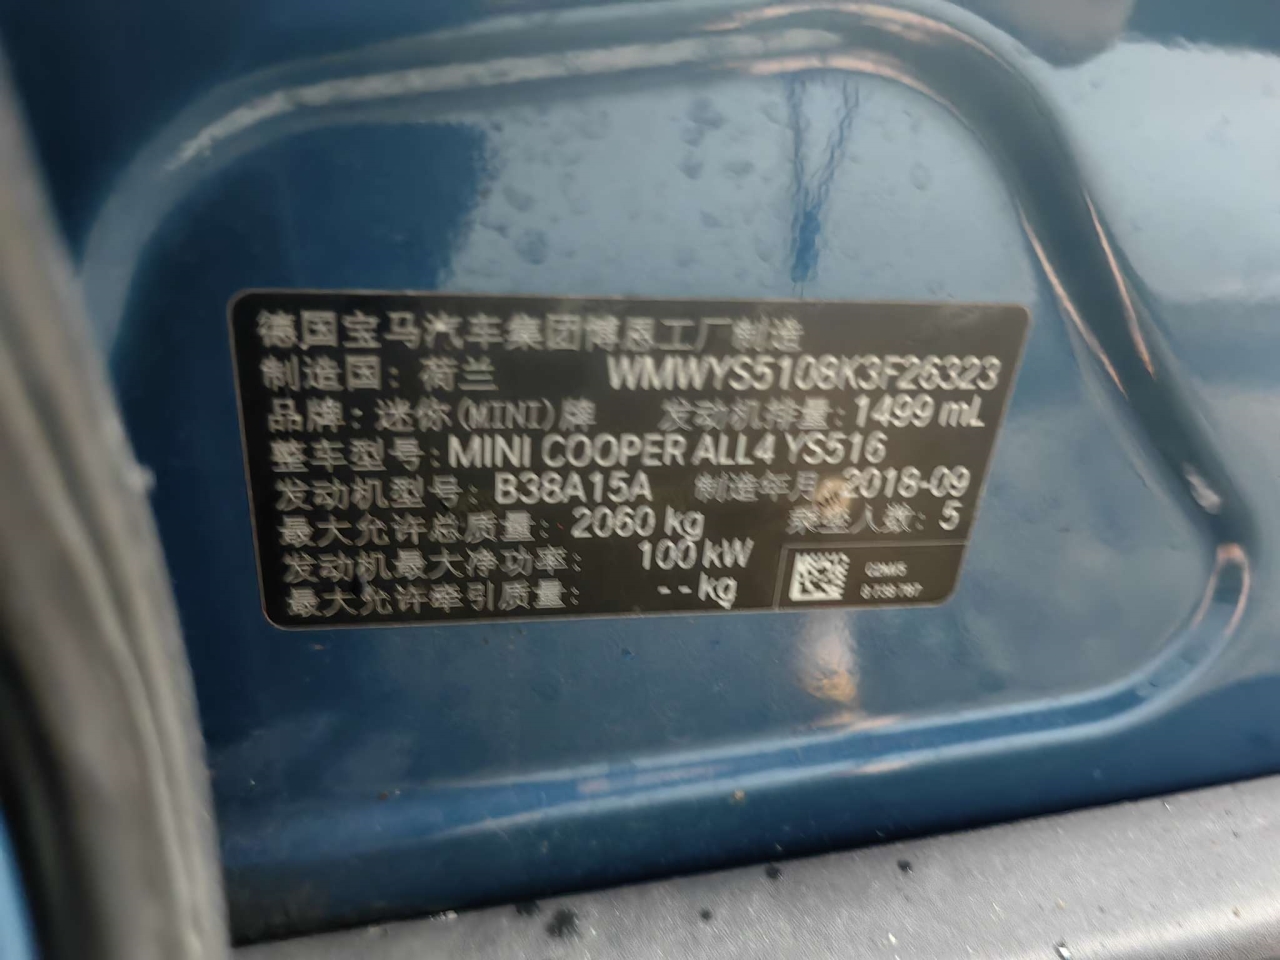 德国宝马汽车集团博恩工厂制造
制造国：荷兰 WMWYS5108K3F26323
品牌：迷你(MINI)牌 发动机排量：1499 mL
整车型号：MINI COOPER ALL4 YS516
发动机型号：B38A15A 制造年月：2018-09
最大允许总质量：2060 kg 乘坐人数：5
发动机最大净功率：100 kW
最大允许牵引质量：-- kg